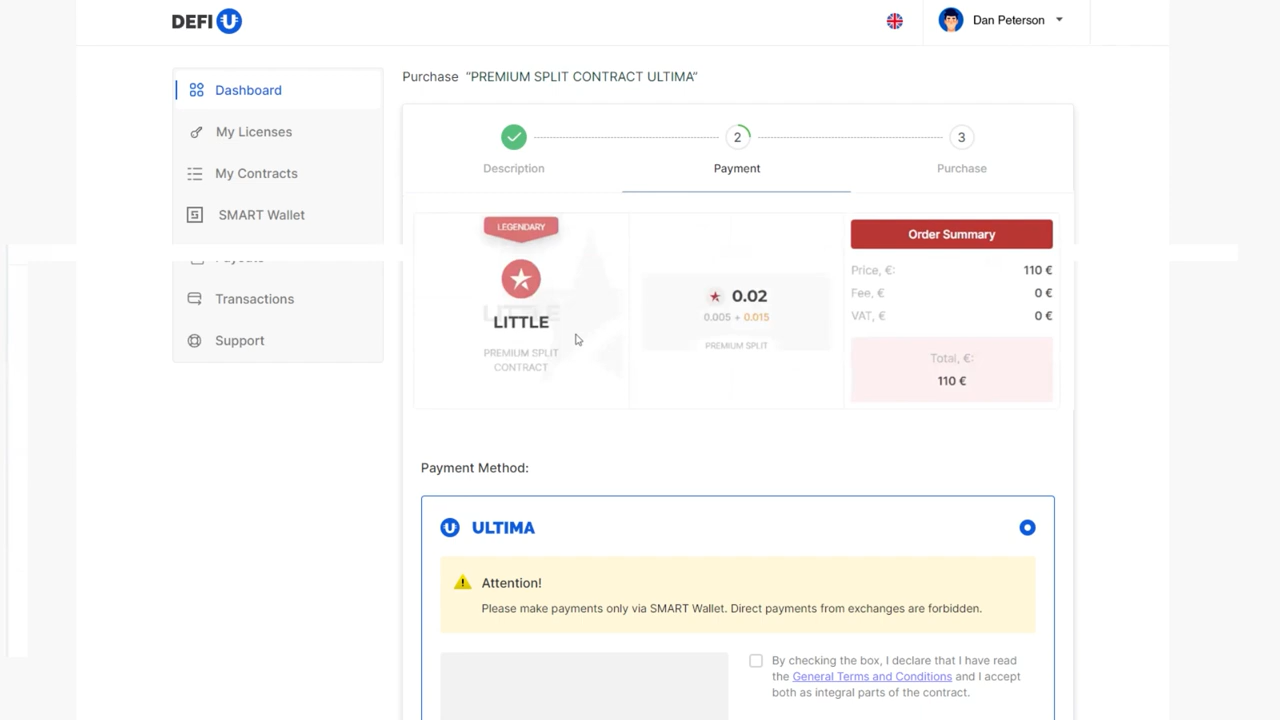 DEFI
Dan Peterson
Dashboard
My Licenses
My Contracts
SMART Wallet
Transactions
Support
Purchase “PREMIUM SPLIT CONTRACT ULTIMA”
2
3
Description
Payment
Purchase
LEGENDARY
LITTLE
PREMIUM SPLIT
CONTRACT
0.02
0.005 + 0.015
PREMIUM SPLIT
Order Summary
Price, €: 110 €
Fee, € 0 €
VAT, € 0 €
Total, €:
110 €
Payment Method:
ULTIMA
Attention!
Please make payments only via SMART Wallet. Direct payments from exchanges are forbidden.
By checking the box, I declare that I have read
the General Terms and Conditions and I accept
both as integral parts of the contract.